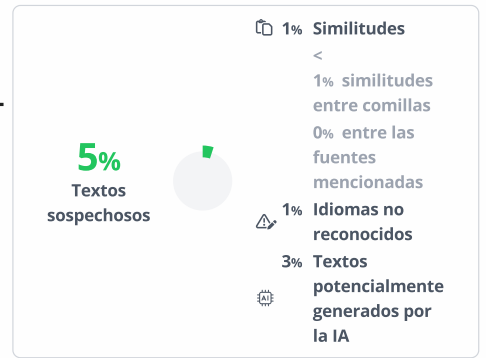 5%
Textos
sospechosos
1% Similitudes
<
1% similitudes
entre comillas
0% entre las
fuentes
mencionadas
1% Idiomas no
reconocidos
3% Textos
potencialmente
generados por
la IA
AI